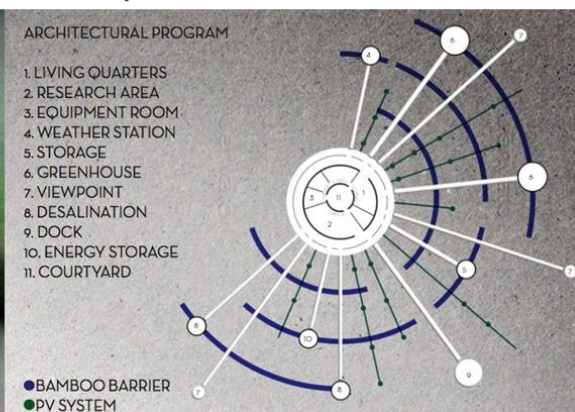 ARCHITECTURAL PROGRAM
1. LIVING QUARTERS
2. RESEARCH AREA
3. EQUIPMENT ROOM
4. WEATHER STATION
5. STORAGE
6. GREENHOUSE
7. VIEWPOINT
8. DESALINATION
9. DOCK
10. ENERGY STORAGE
11. COURTYARD
4
6
7
1
3
11
2
6
7
5
8
10
9
7
8
BAMBOO BARRIER
PV SYSTEM